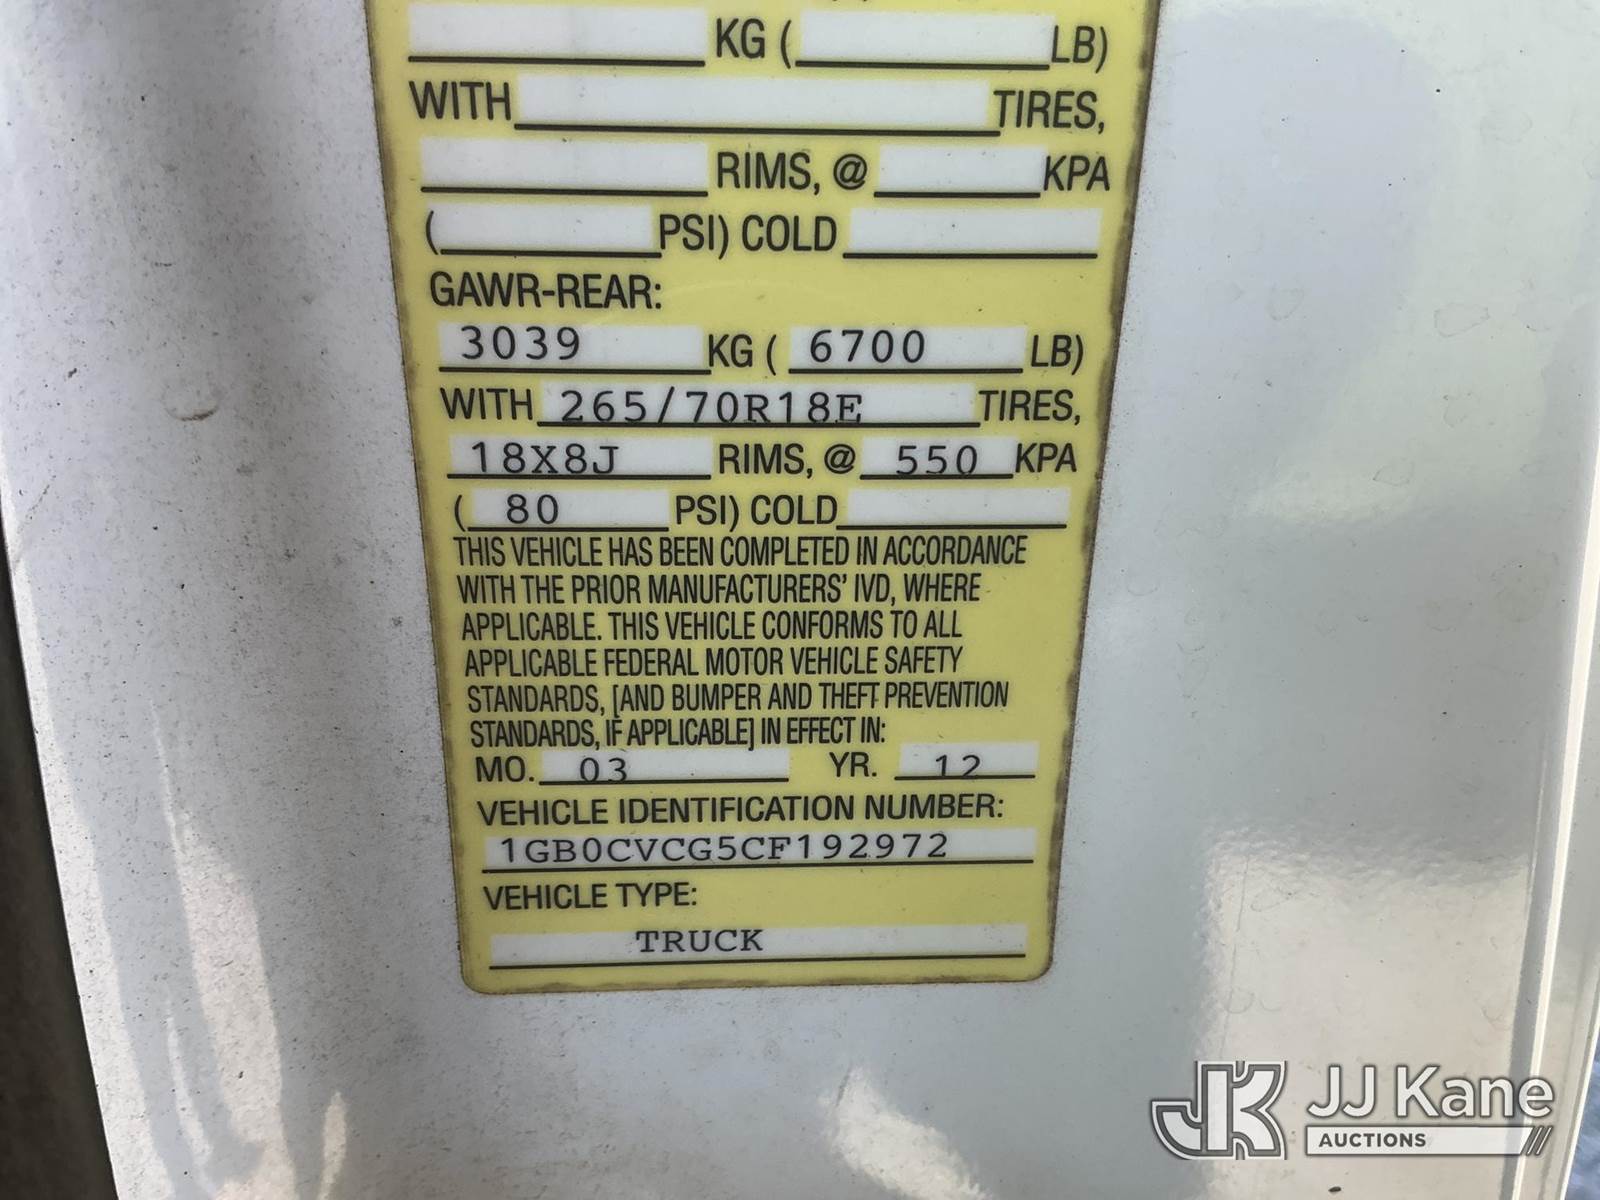 KG ( LB)
WITH TIRES,
RIMS, @ KPA
( PSI) COLD
GAWR-REAR:
3039 KG ( 6700 LB)
WITH 265/70R18E TIRES,
18X8J RIMS, @ 550 KPA
( 80 PSI) COLD
THIS VEHICLE HAS BEEN COMPLETED IN ACCORDANCE
WITH THE PRIOR MANUFACTURERS' IVD, WHERE
APPLICABLE. THIS VEHICLE CONFORMS TO ALL
APPLICABLE FEDERAL MOTOR VEHICLE SAFETY
STANDARDS, [AND BUMPER AND THEFT PREVENTION
STANDARDS, IF APPLICABLE] IN EFFECT IN:
MO. 03 YR. 12
VEHICLE IDENTIFICATION NUMBER:
1GB0CVCG5CF192972
VEHICLE TYPE:
TRUCK
JK JJ Kane
AUCTIONS